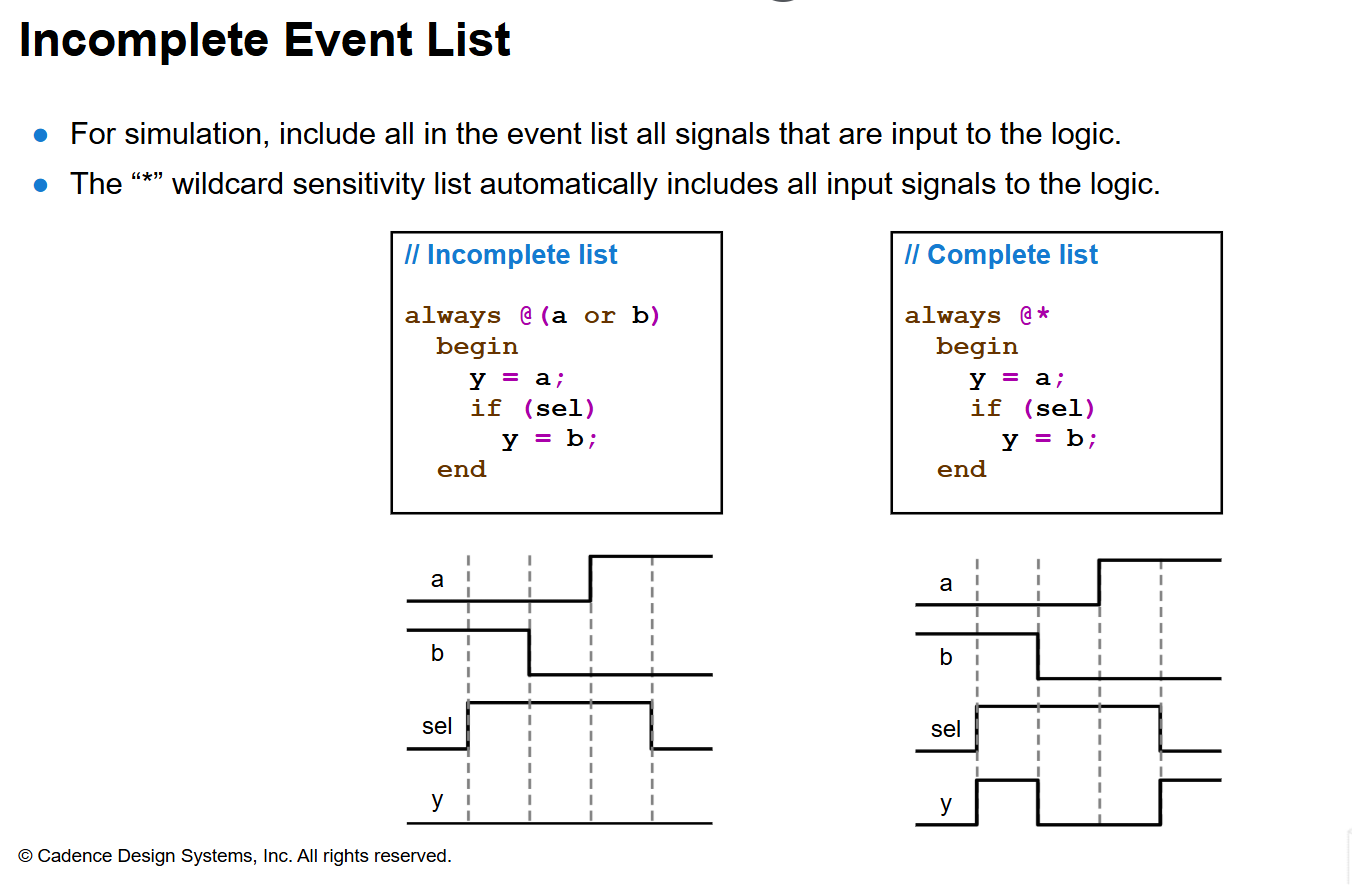 Incomplete Event List
● For simulation, include all in the event list all signals that are input to the logic.
● The “*” wildcard sensitivity list automatically includes all input signals to the logic.
// Incomplete list
always @(a or b)
begin
y = a;
if (sel)
y = b;
end
// Complete list
always @*
begin
y = a;
if (sel)
y = b;
end
a
b
sel
y
a
b
sel
y
© Cadence Design Systems, Inc. All rights reserved.